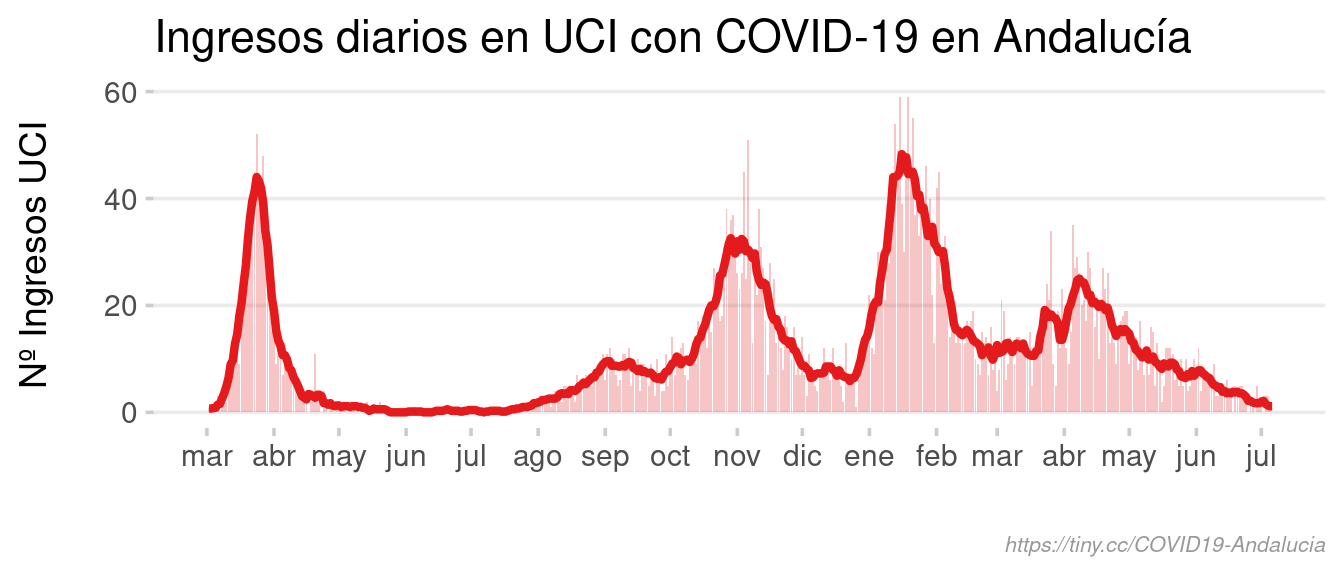 Ingresos diarios en UCI con COVID-19 en Andalucía
Nº Ingresos UCI
60
40
20
0
mar abr may jun jul ago sep oct nov dic ene feb mar abr may jun jul
https://tiny.cc/COVID19-Andalucia